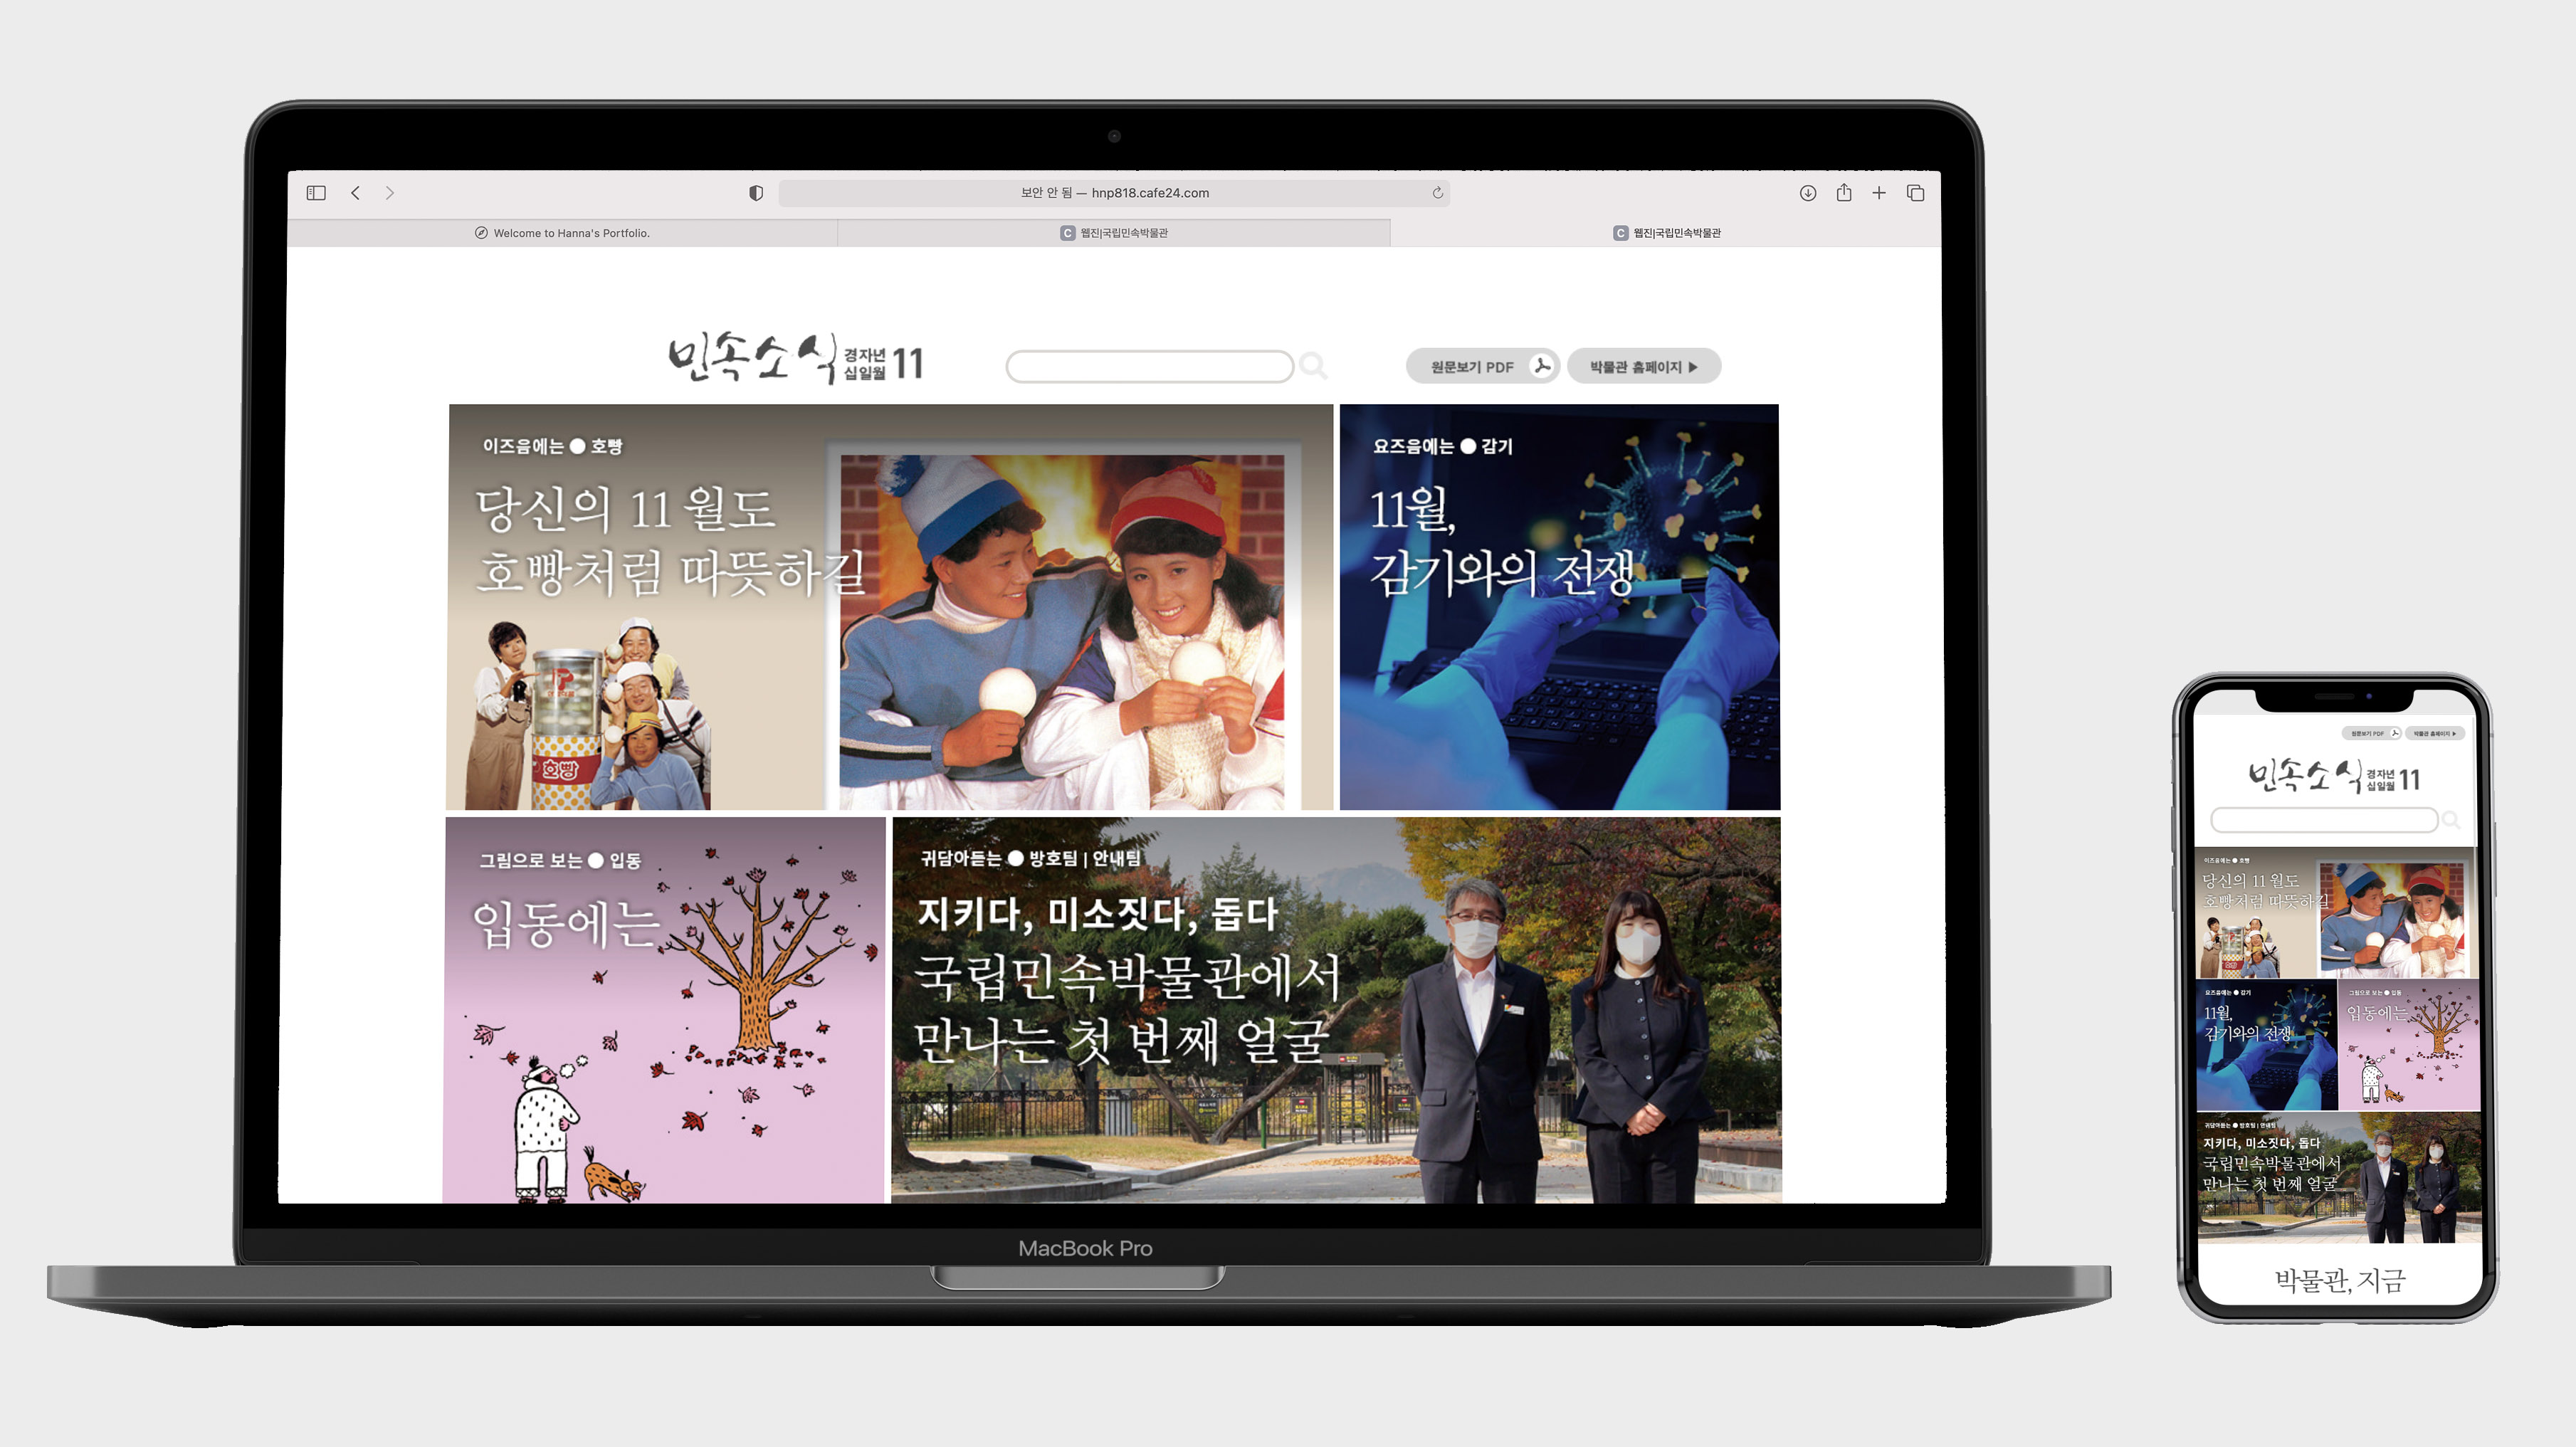 보안 안 됨 — hnp818.cafe24.com
Welcome to Hanna's Portfolio.
C 웹진|국립민속박물관
C 웹진|국립민속박물관
민속소식
경자년
십일월
11
원문보기 PDF
박물관 홈페이지 ▶
이즈음에는 ● 호빵
당신의 11월도
호빵처럼 따뜻하길
호빵
요즈음에는 ● 감기
11월,
감기와의 전쟁
그림으로 보는 ● 입동
입동에는
귀담아듣는 ● 방호팀 | 안내팀
지키다, 미소짓다, 돕다
국립민속박물관에서
만나는 첫 번째 얼굴
MacBook Pro
원문보기 PDF
박물관 홈페이지 ▶
민속소식
경자년
십일월
11
이즈음에는 ● 호빵
당신의 11월도
호빵처럼 따뜻하길
호빵
요즈음에는 ● 감기
11월,
감기와의 전쟁
그림으로 보는 ● 입동
입동에는
귀담아듣는 ● 방호팀 | 안내팀
지키다, 미소짓다, 돕다
국립민속박물관에서
만나는 첫 번째 얼굴
박물관, 지금